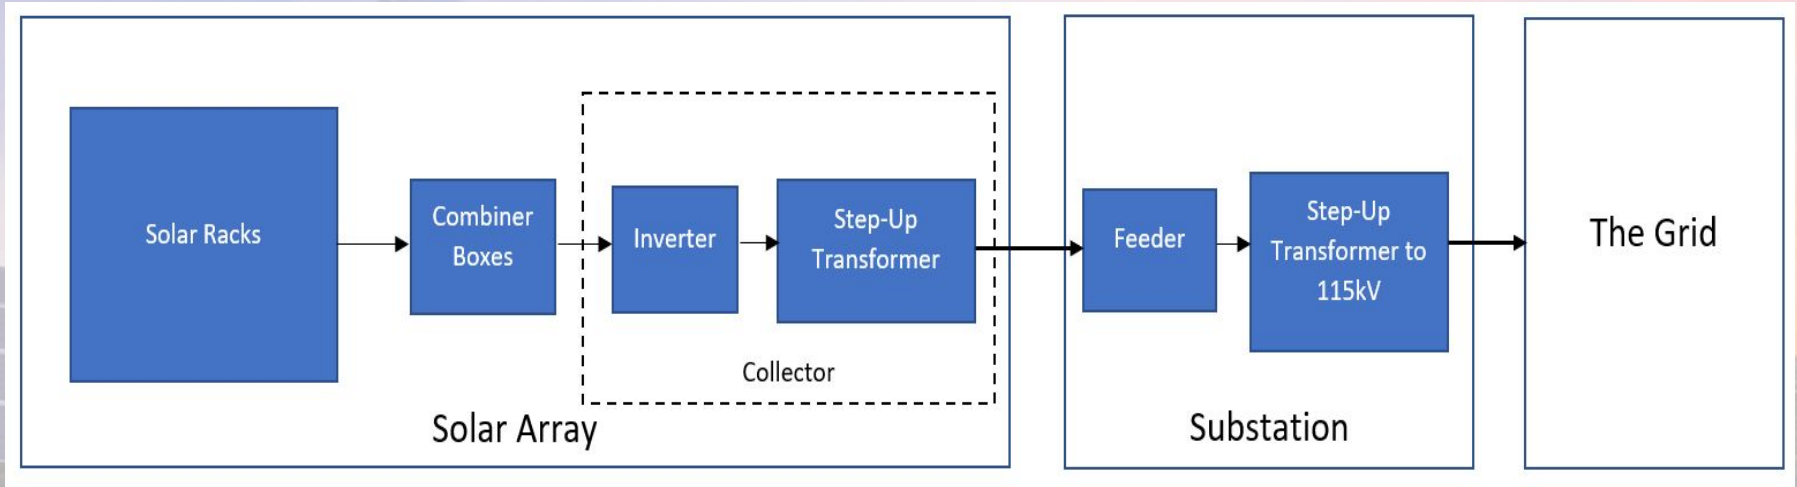 Solar Racks
Combiner
Boxes
Inverter
Step-Up
Transformer
Collector
Solar Array
Feeder
Step-Up
Transformer to
115kV
Substation
The Grid